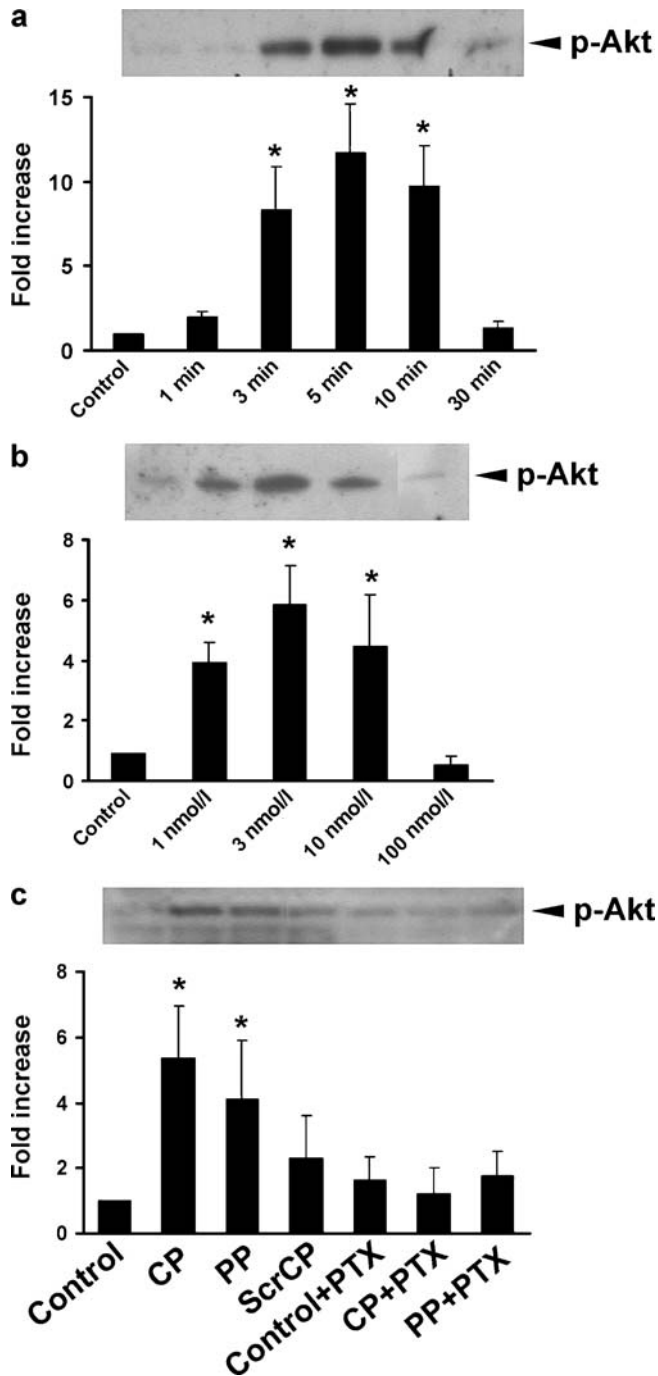 a
p-Akt
15
*
*
*
10
5
0
Fold increase
Control
1 min
3 min
5 min
10 min
30 min
b
p-Akt
8
*
*
*
6
4
2
0
Fold increase
Control
1 nmol/l
3 nmol/l
10 nmol/l
100 nmol/l
c
p-Akt
8
*
*
6
4
2
0
Fold increase
Control
CP
PP
ScrCP
Control+PTX
CP+PTX
PP+PTX